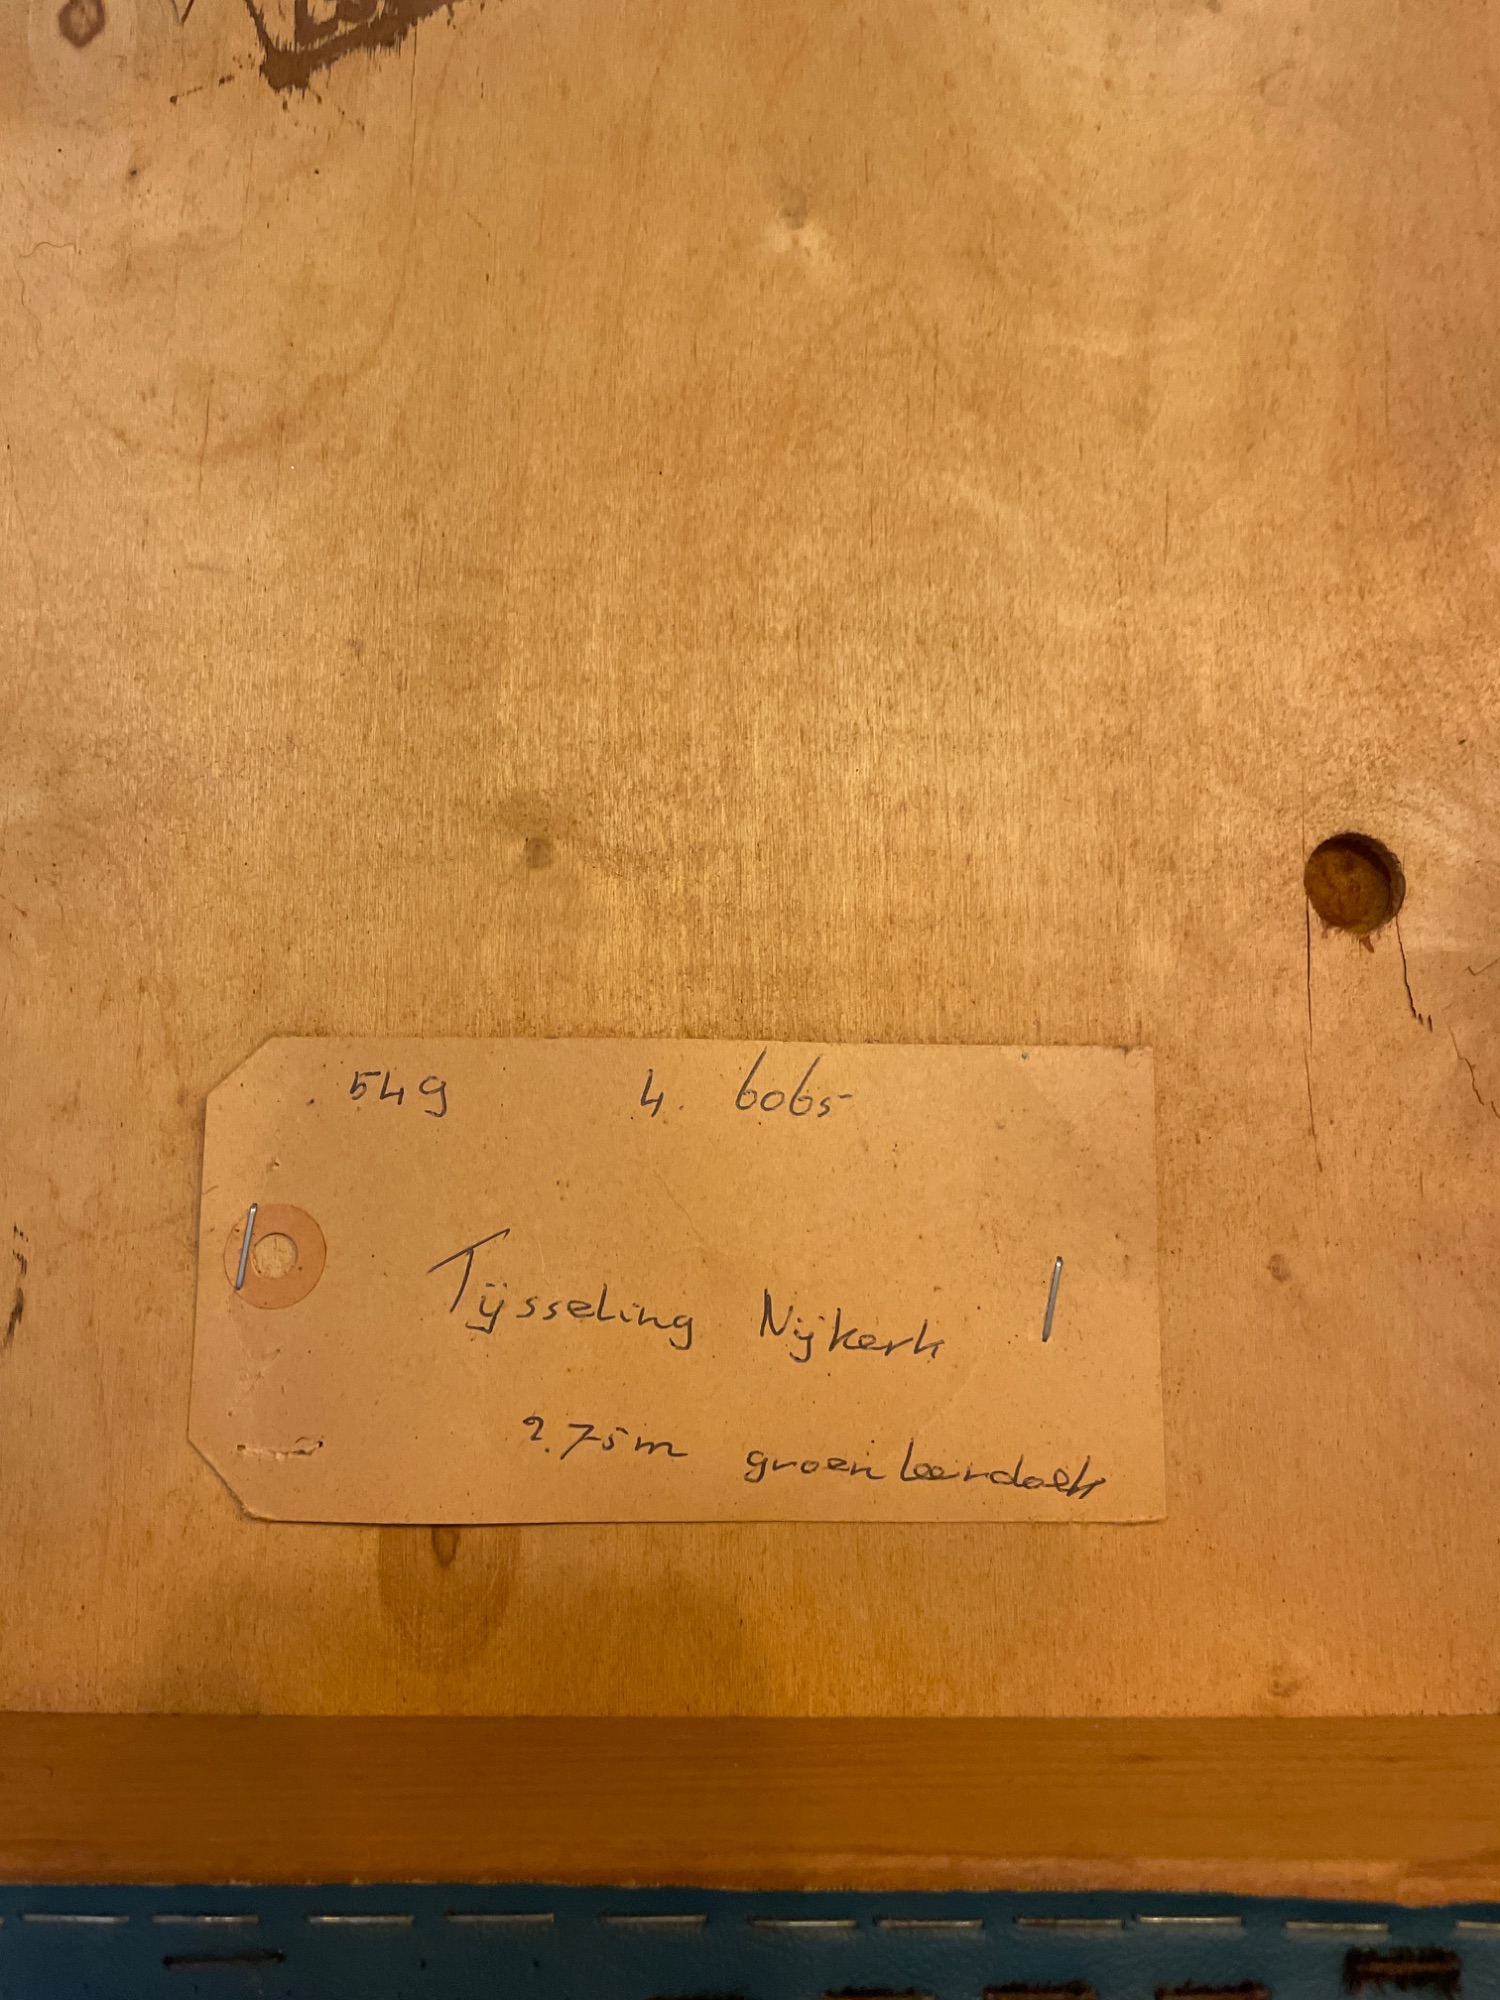 549 4. 6065
Tijsseling Nijkerk
2.75m groen leerdoek